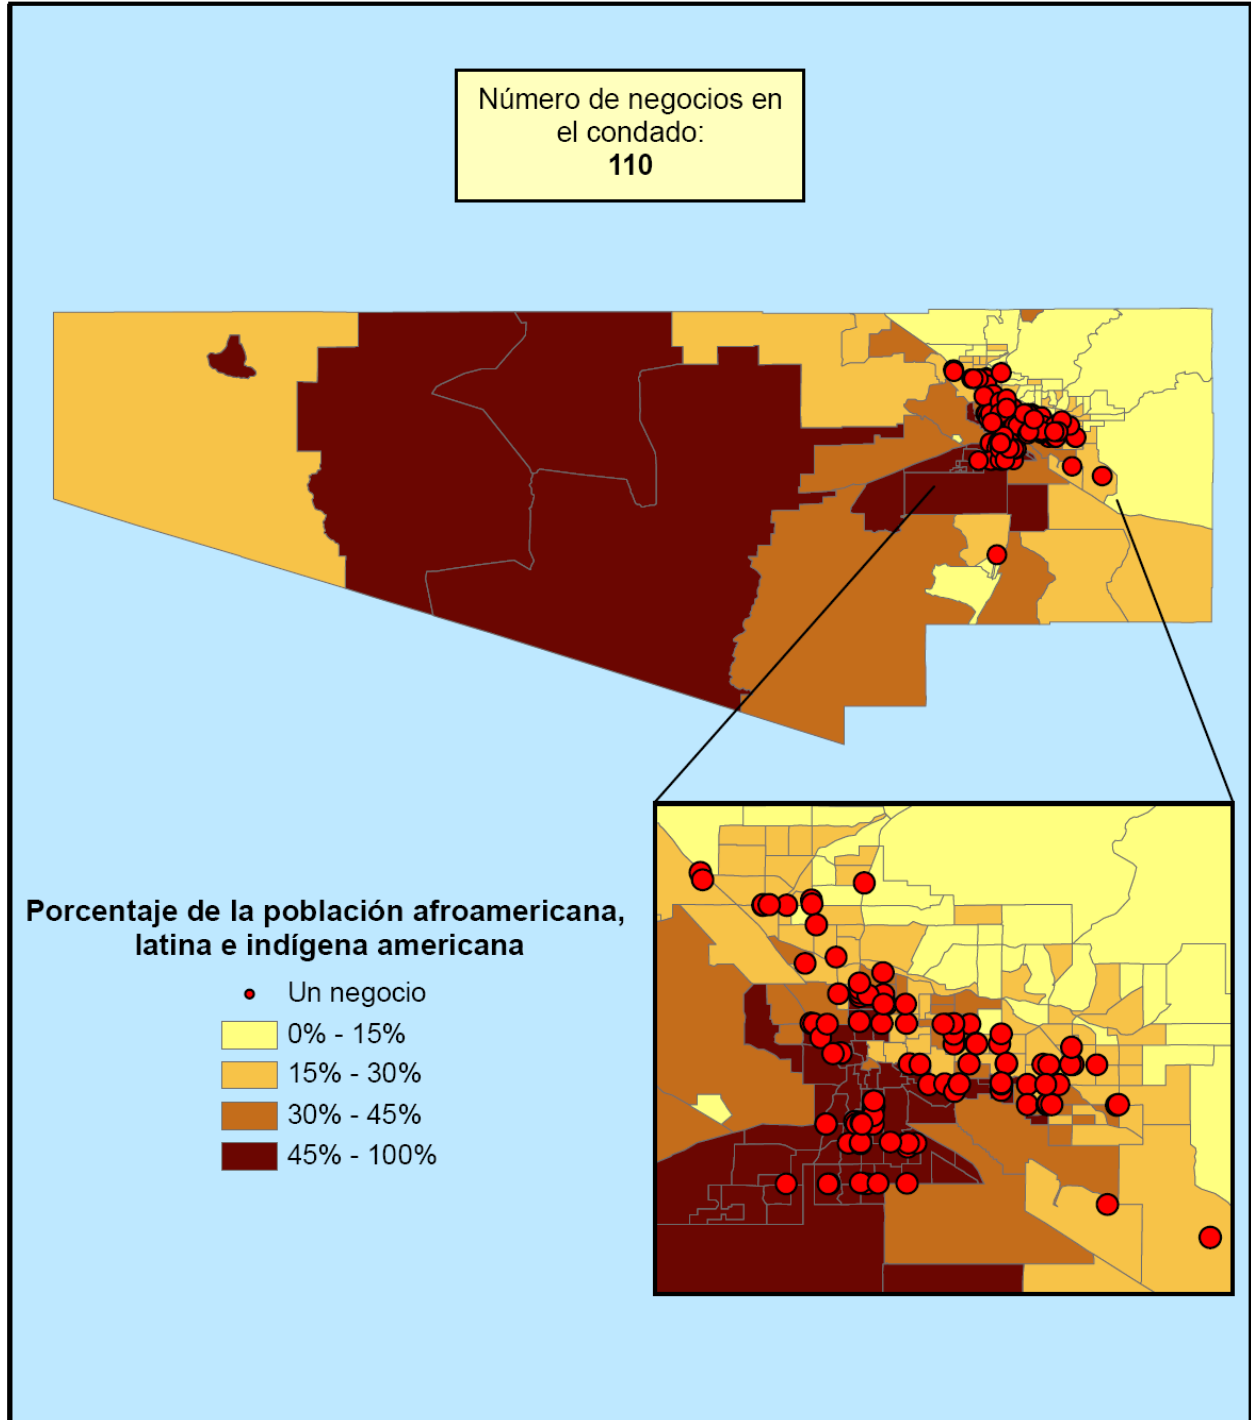 Número de negocios en
el condado:
110
Porcentaje de la población afroamericana,
latina e indígena americana
Un negocio
0% - 15%
15% - 30%
30% - 45%
45% - 100%